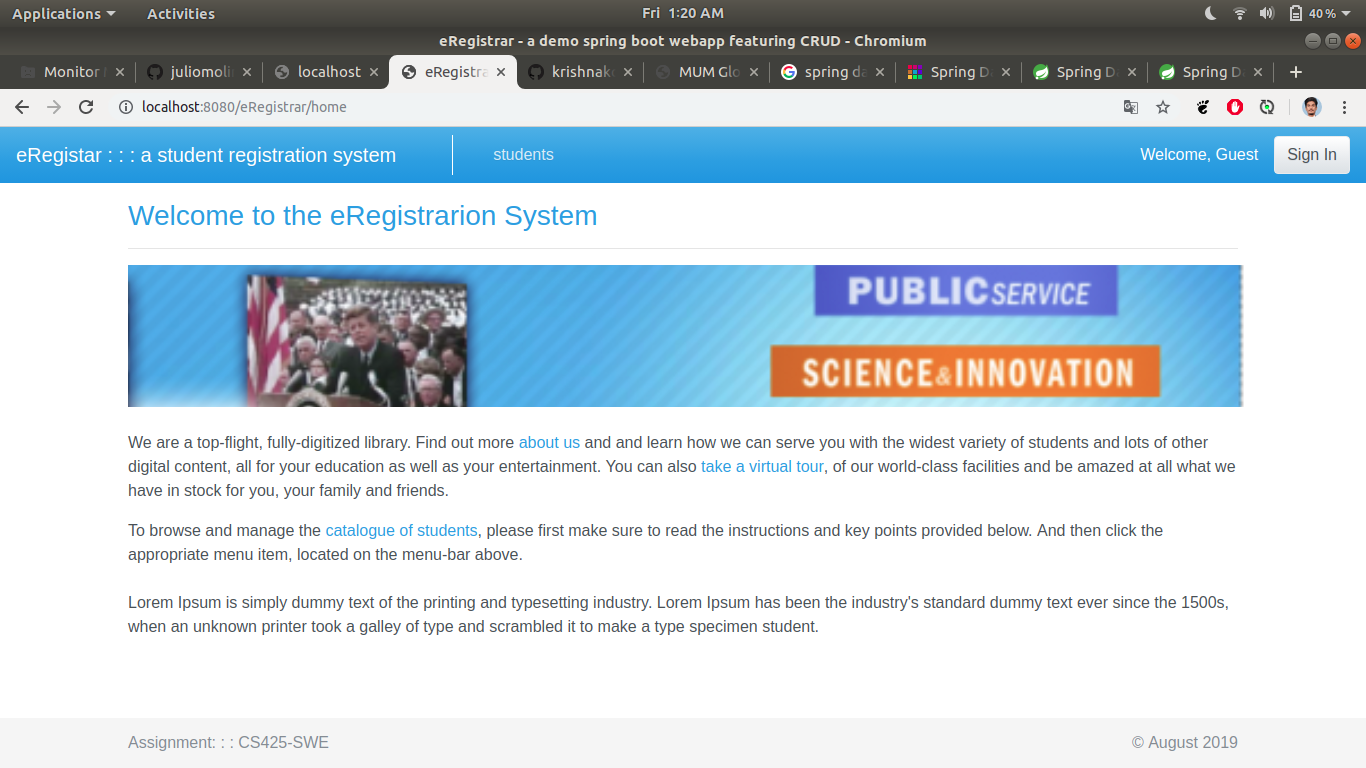 Applications Activities Fri 1:20 AM 40 %
eRegistrar - a demo spring boot webapp featuring CRUD - Chromium
Monitor juliomoli localhost eRegistra krishnak MUM Glo spring da Spring D Spring D Spring D
localhost:8080/eRegistrar/home
eRegistar : : : a student registration system students Welcome, Guest Sign In
Welcome to the eRegistrarion System
PUBLIC SERVICE
SCIENCE & INNOVATION
We are a top-flight, fully-digitized library. Find out more about us and and learn how we can serve you with the widest variety of students and lots of other
digital content, all for your education as well as your entertainment. You can also take a virtual tour, of our world-class facilities and be amazed at all what we
have in stock for you, your family and friends.
To browse and manage the catalogue of students, please first make sure to read the instructions and key points provided below. And then click the
appropriate menu item, located on the menu-bar above.
Lorem Ipsum is simply dummy text of the printing and typesetting industry. Lorem Ipsum has been the industry's standard dummy text ever since the 1500s,
when an unknown printer took a galley of type and scrambled it to make a type specimen student.
Assignment: : : CS425-SWE © August 2019